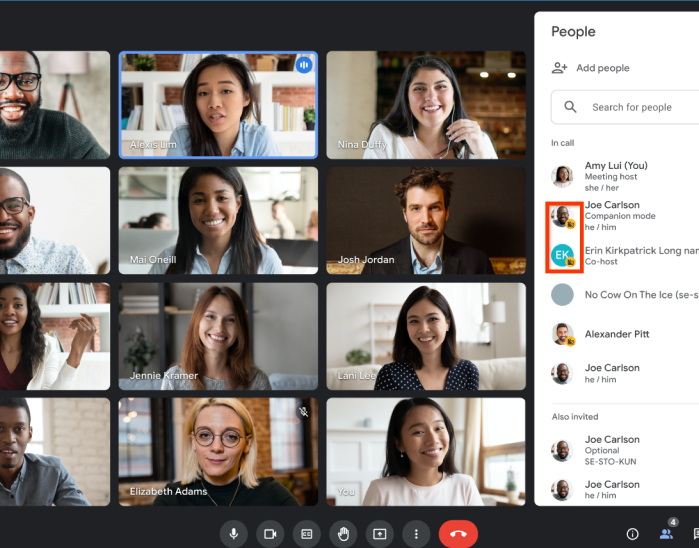 People
Add people
Search for people
In call
Alexis Lim
Nina Duffy
Amy Lui (You)
Meeting host
she / her
Joe Carlson
Companion mode
he / him
EK
Erin Kirkpatrick Long nam
Co-host
Mai Oneill
Josh Jordan
No Cow On The Ice (se-s
Alexander Pitt
Joe Carlson
he / him
Jennie Kramer
Lani Lee
Also invited
Joe Carlson
Optional
SE-STO-KUN
Joe Carlson
he / him
Elizabeth Adams
You
CC
4